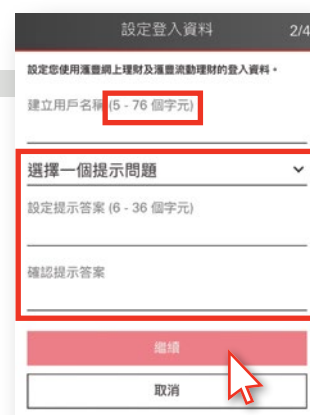 設定登入資料 2/4
設定您使用滙豐網上理財及滙豐流動理財的登入資料。
建立用戶名稱 (5 - 76 個字元)
選擇一個提示問題
設定提示答案 (6 - 36 個字元)
確認提示答案
繼續
取消